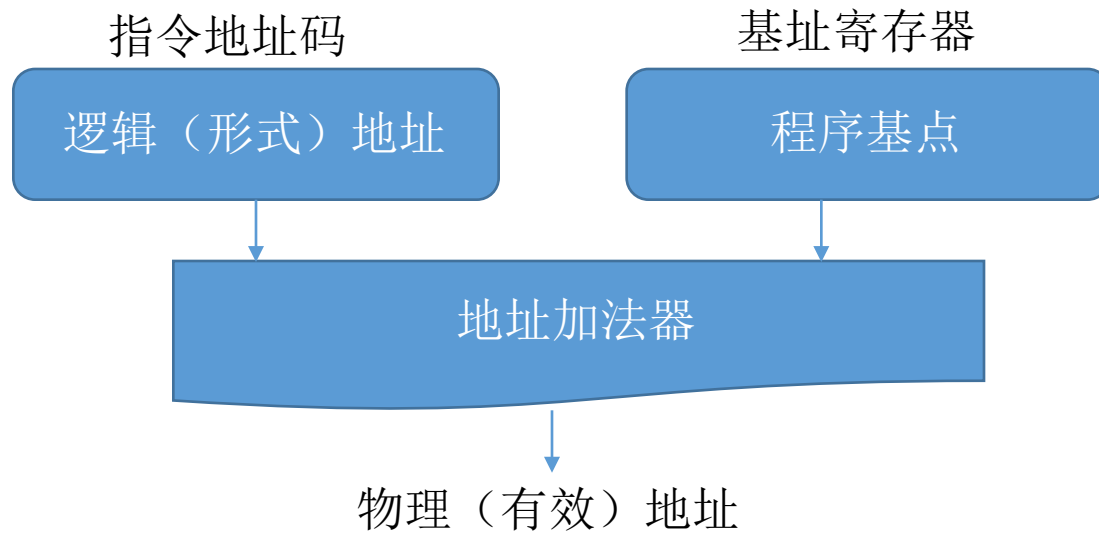 指令地址码
基址寄存器
逻辑（形式）地址
程序基点
地址加法器
物理（有效）地址